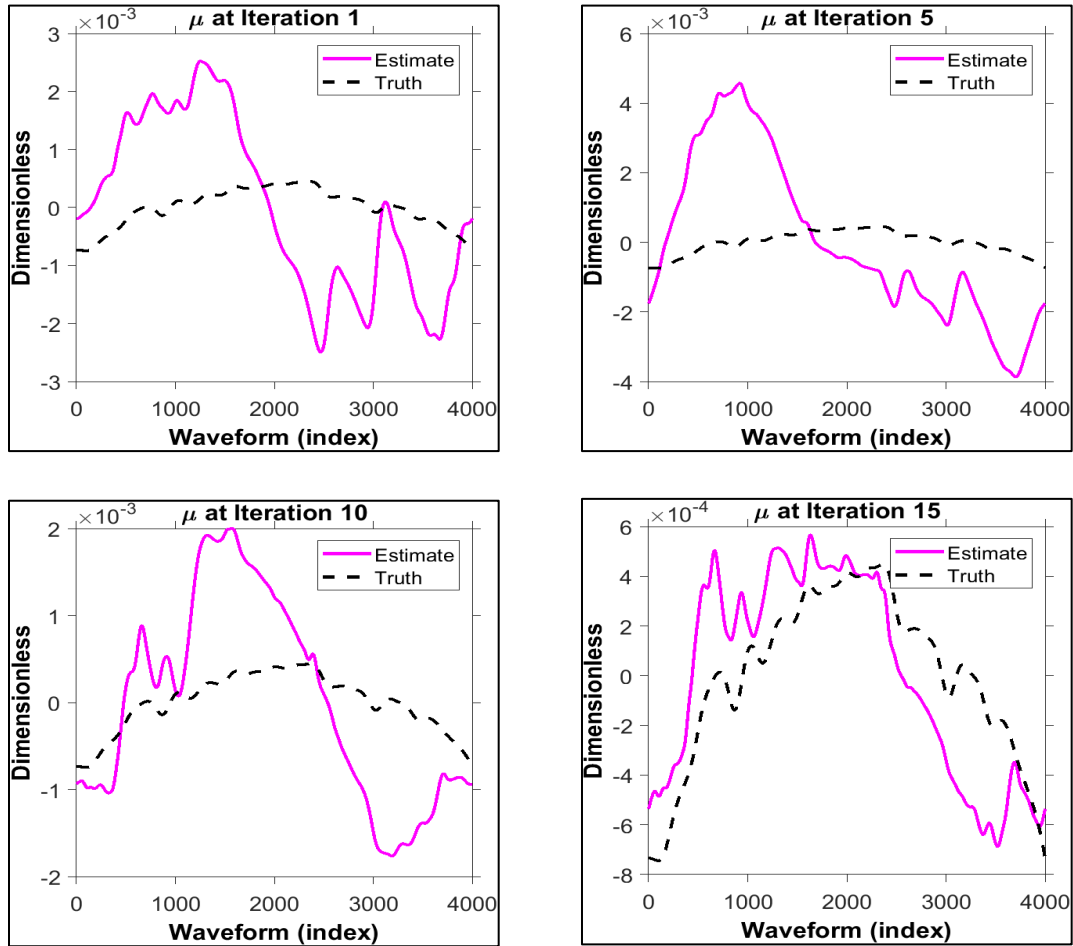 ×10⁻³
μ at Iteration 1
3
2
1
0
-1
-2
-3
Dimensionless
Estimate
Truth
0 1000 2000 3000 4000
Waveform (index)
×10⁻³
μ at Iteration 5
6
4
2
0
-2
-4
Dimensionless
Estimate
Truth
0 1000 2000 3000 4000
Waveform (index)
×10⁻³
μ at Iteration 10
2
1
0
-1
-2
Dimensionless
Estimate
Truth
0 1000 2000 3000 4000
Waveform (index)
×10⁻⁴
μ at Iteration 15
6
4
2
0
-2
-4
-6
-8
Dimensionless
Estimate
Truth
0 1000 2000 3000 4000
Waveform (index)